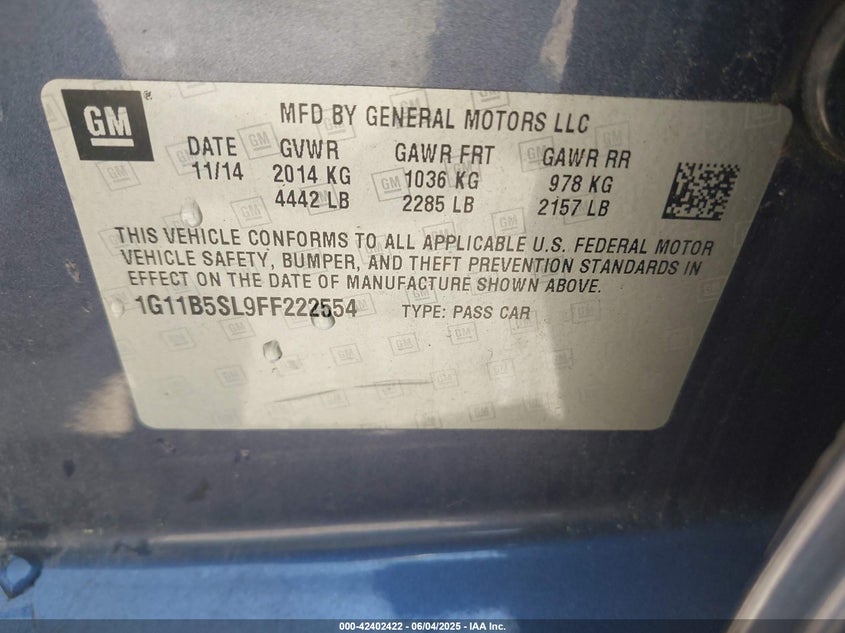 GM
MFD BY GENERAL MOTORS LLC
DATE GVWR GAWR FRT GAWR RR
11/14 2014 KG 1036 KG 978 KG
4442 LB 2285 LB 2157 LB
THIS VEHICLE CONFORMS TO ALL APPLICABLE U.S. FEDERAL MOTOR
VEHICLE SAFETY, BUMPER, AND THEFT PREVENTION STANDARDS IN
EFFECT ON THE DATE OF MANUFACTURE SHOWN ABOVE.
1G11B5SL9FF222554 TYPE: PASS CAR
000-42402422 - 06/04/2025 - IAA Inc.